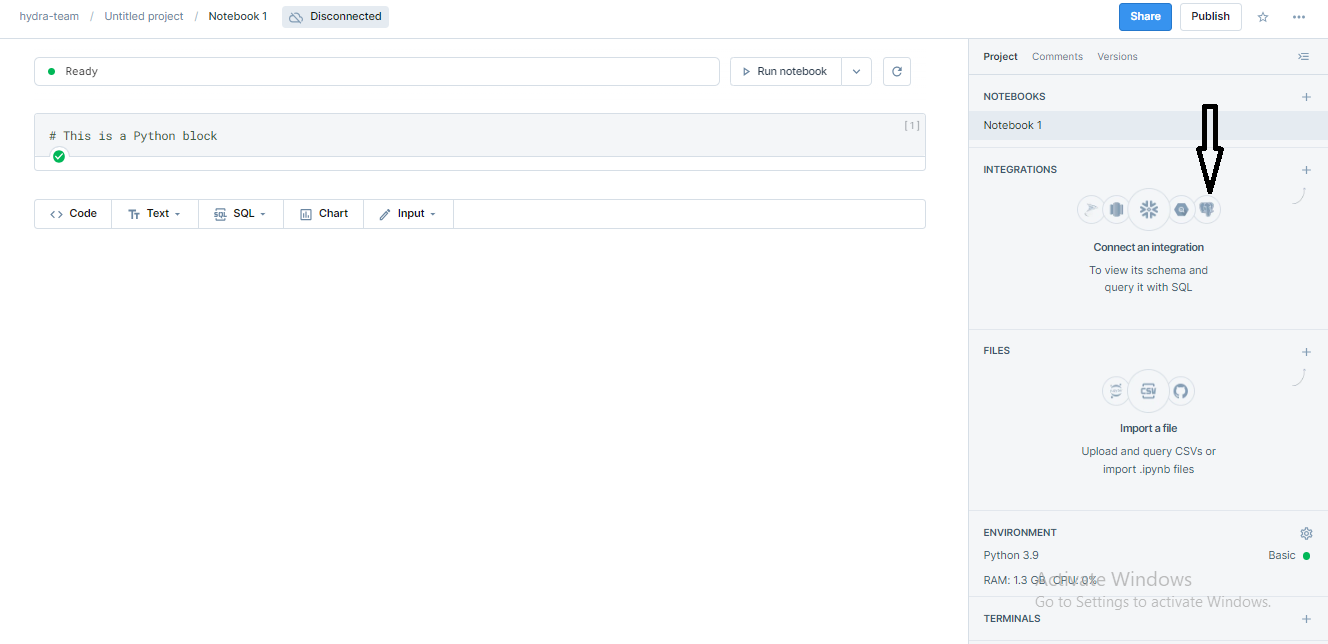 hydra-team / Untitled project / Notebook 1 Disconnected Share Publish
Ready Run notebook
# This is a Python block [1]
Code Text SQL SQL Chart Input
Project Comments Versions
NOTEBOOKS
Notebook 1
INTEGRATIONS
Connect an integration
To view its schema and
query it with SQL
FILES
CSV
Import a file
Upload and query CSVs or
import .ipynb files
ENVIRONMENT
Python 3.9 Basic
RAM: 1.3 GB CPU: 0%
Activate Windows
Go to Settings to activate Windows.
TERMINALS